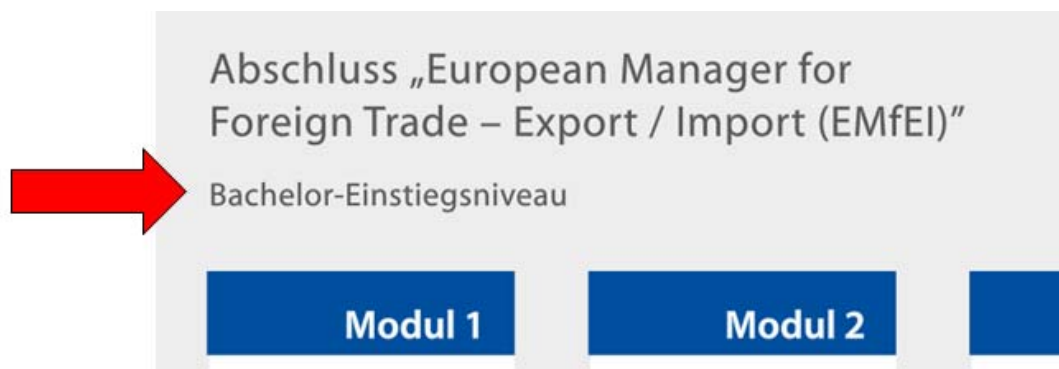 Abschluss „European Manager for
Foreign Trade – Export / Import (EMfEI)”
Bachelor-Einstiegsniveau
Modul 1
Modul 2